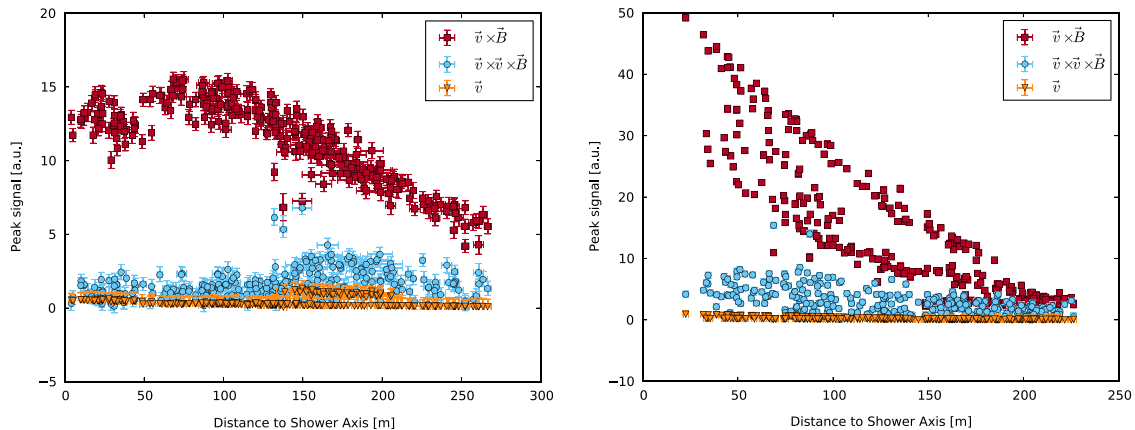 20
15
10
5
0
−5
Peak signal [a.u.]
0 50 100 150 200 250 300
Distance to Shower Axis [m]
v⃗ ×B⃗
v⃗ ×v⃗ ×B⃗
v⃗
50
40
30
20
10
0
−10
Peak signal [a.u.]
0 50 100 150 200 250
Distance to Shower Axis [m]
v⃗ ×B⃗
v⃗ ×v⃗ ×B⃗
v⃗